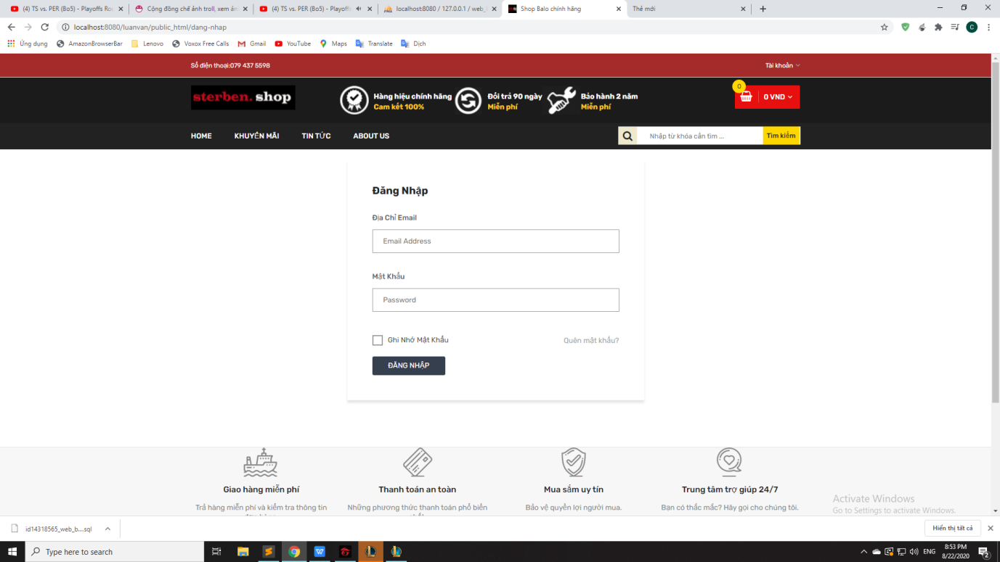 (4) TS vs. PER (Bo5) - Playoffs Rou
Cộng đồng chế ảnh troll, xem ản
(4) TS vs. PER (Bo5) - Playoffs
localhost:8080 / 127.0.0.1 / web_b
Shop Balo chính hãng
Thẻ mới
localhost:8080/luanvan/public_html/dang-nhap
C
Ứng dụng
AmazonBrowserBar
Lenovo
Voxox Free Calls
Gmail
YouTube
Maps
Translate
Dịch
Số điện thoại:079 437 5598
Tài khoản
sterben. shop
Hàng hiệu chính hãng
Cam kết 100%
Đổi trả 90 ngày
Miễn phí
Bảo hành 2 năm
Miễn phí
0
0 VND
HOME
KHUYẾN MÃI
TIN TỨC
ABOUT US
Nhập từ khóa cần tìm ...
Tìm kiếm
Đăng Nhập
Địa Chỉ Email
Email Address
Mật Khẩu
Password
Ghi Nhớ Mật Khẩu
Quên mật khẩu?
ĐĂNG NHẬP
Giao hàng miễn phí
Thanh toán an toàn
Mua sắm uy tín
Trung tâm trợ giúp 24/7
Trả hàng miễn phí và kiểm tra thông tin
Những phương thức thanh toán phổ biến
Bảo vệ quyền lợi người mua.
Bạn có thắc mắc? Hãy gọi cho chúng tôi.
Activate Windows
Go to Settings to activate Windows.
id14318565_web_b....sql
Hiển thị tất cả
Type here to search
ENG
8:53 PM
8/22/2020
2